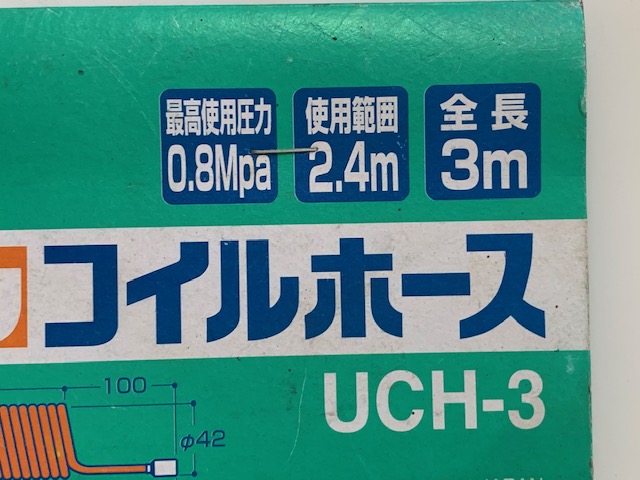 最高使用圧力
0.8Mpa
使用範囲
2.4m
全長
3m
コイルホース
UCH-3
100
φ42